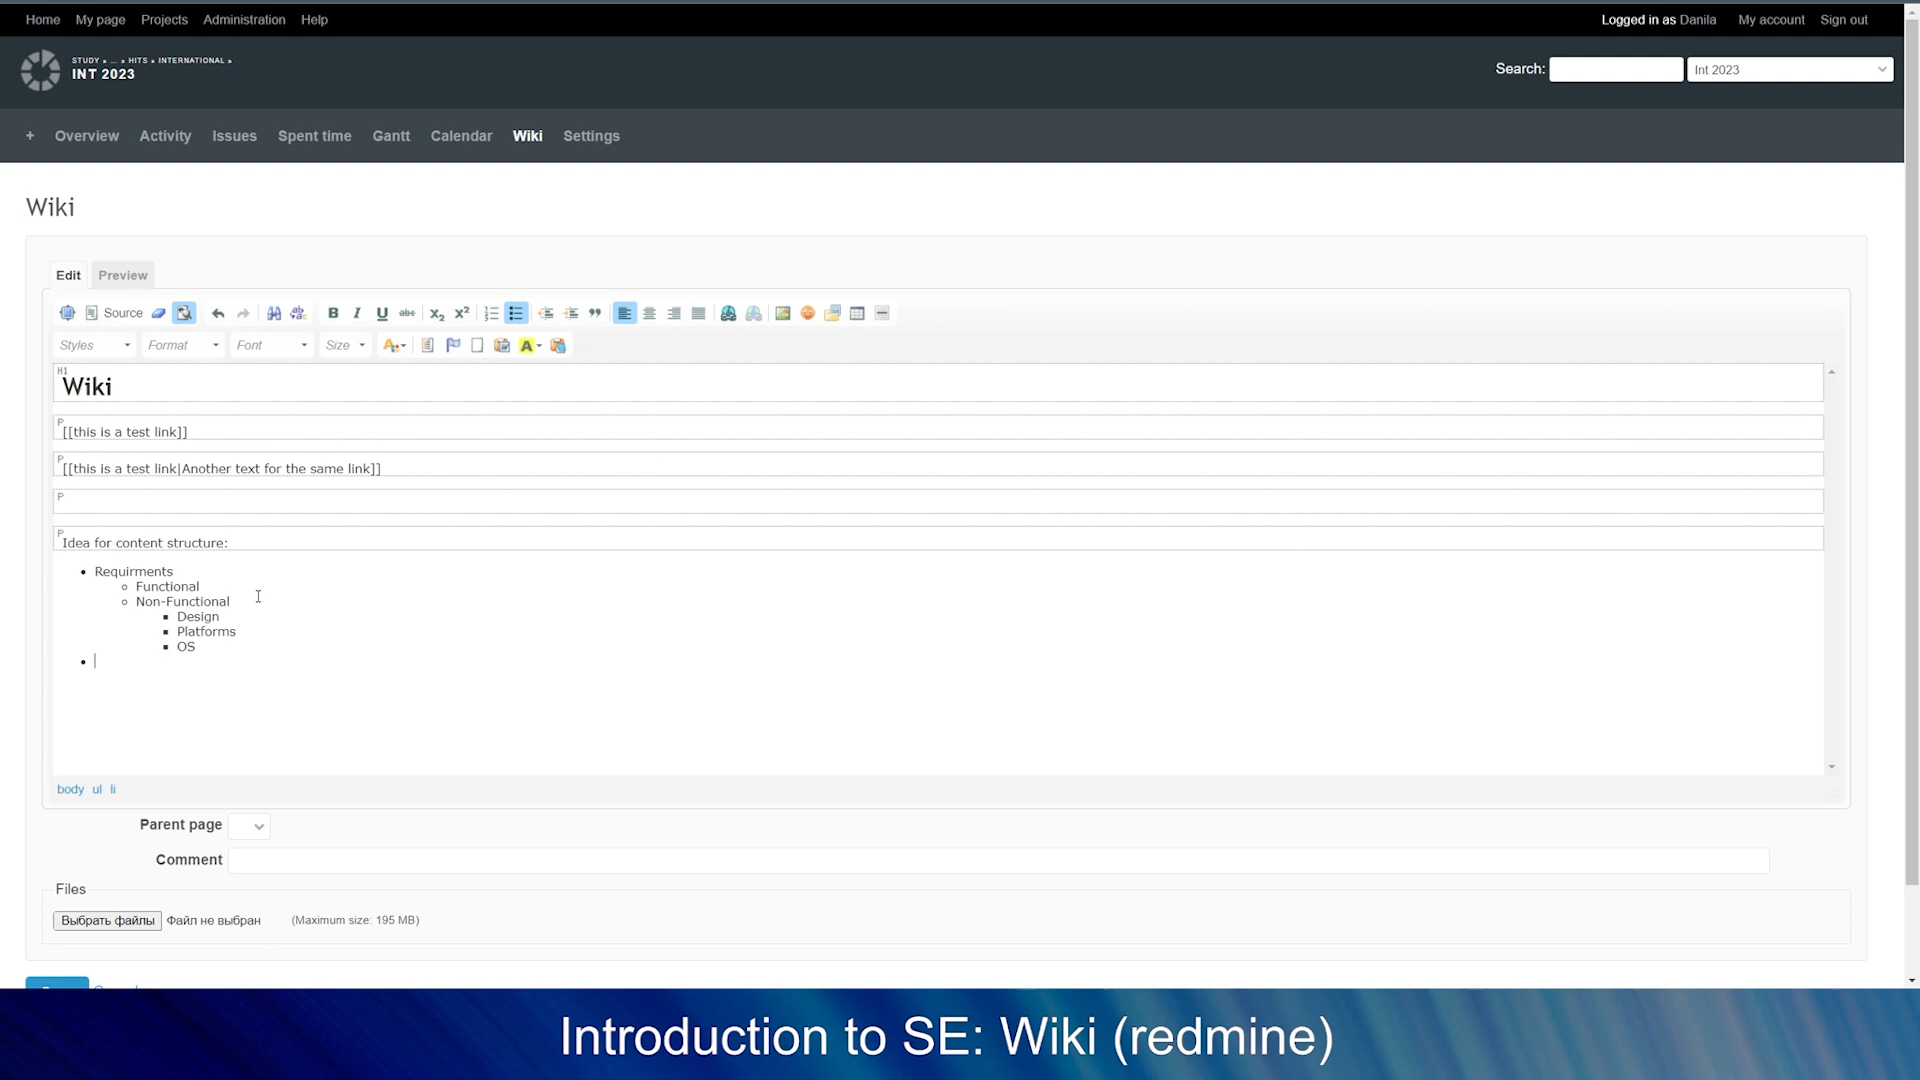 Home My page Projects Administration Help Logged in as Danila My account Sign out
STUDY » ... » HITS » INTERNATIONAL »
INT 2023
Search: Int 2023
+ Overview Activity Issues Spent time Gantt Calendar Wiki Settings
Wiki
Edit Preview
Source
Styles Format Font Size
H1
Wiki
P
[[this is a test link]]
P
[[this is a test link|Another text for the same link]]
P
P
Idea for content structure:
• Requirments
Functional
Non-Functional
Design
Platforms
OS
•
body ul li
Parent page
Comment
Files
Выбрать файлы Файл не выбран (Maximum size: 195 MB)
Introduction to SE: Wiki (redmine)